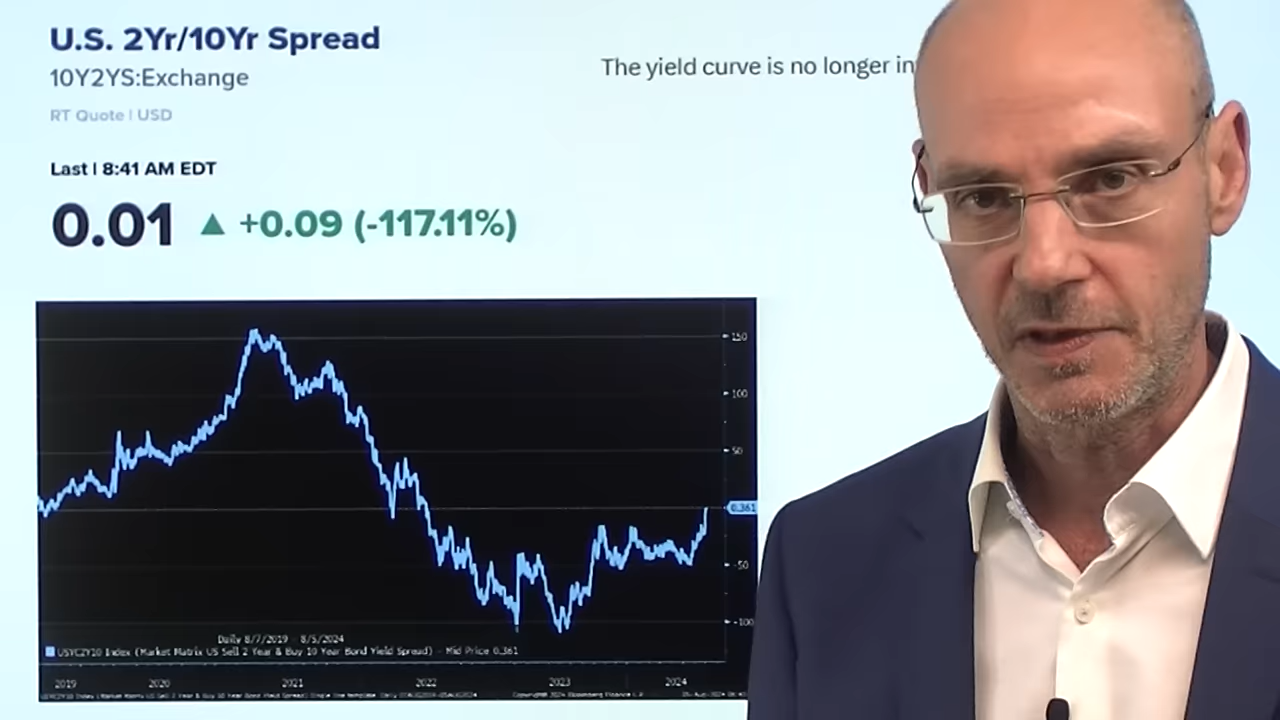 U.S. 2Yr/10Yr Spread
10Y2YS:Exchange
The yield curve is no longer in
RT Quote | USD
Last | 8:41 AM EDT
0.01 ▲ +0.09 (-117.11%)
150
100
50
0.361
-50
-100
Daily 8/7/2019 - 8/5/2024
USYC2Y10 Index (Market Matrix US Sell 2 Year & Buy 10 Year Bond Yield Spread) - Mid Price 0.361
2019 2020 2021 2022 2023 2024